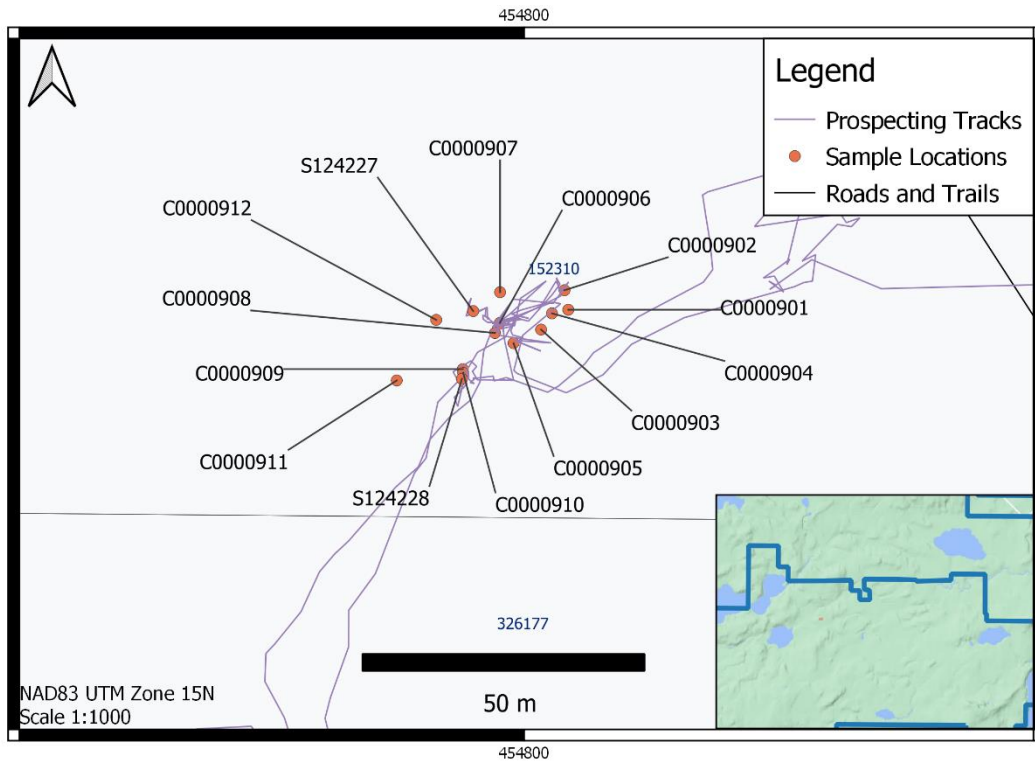 454800
Legend
Prospecting Tracks
Sample Locations
Roads and Trails
C0000907
S124227
C0000906
C0000912
C0000902
152310
C0000908
C0000901
C0000909
C0000904
C0000903
C0000911
C0000905
S124228
C0000910
326177
NAD83 UTM Zone 15N
Scale 1:1000
50 m
454800